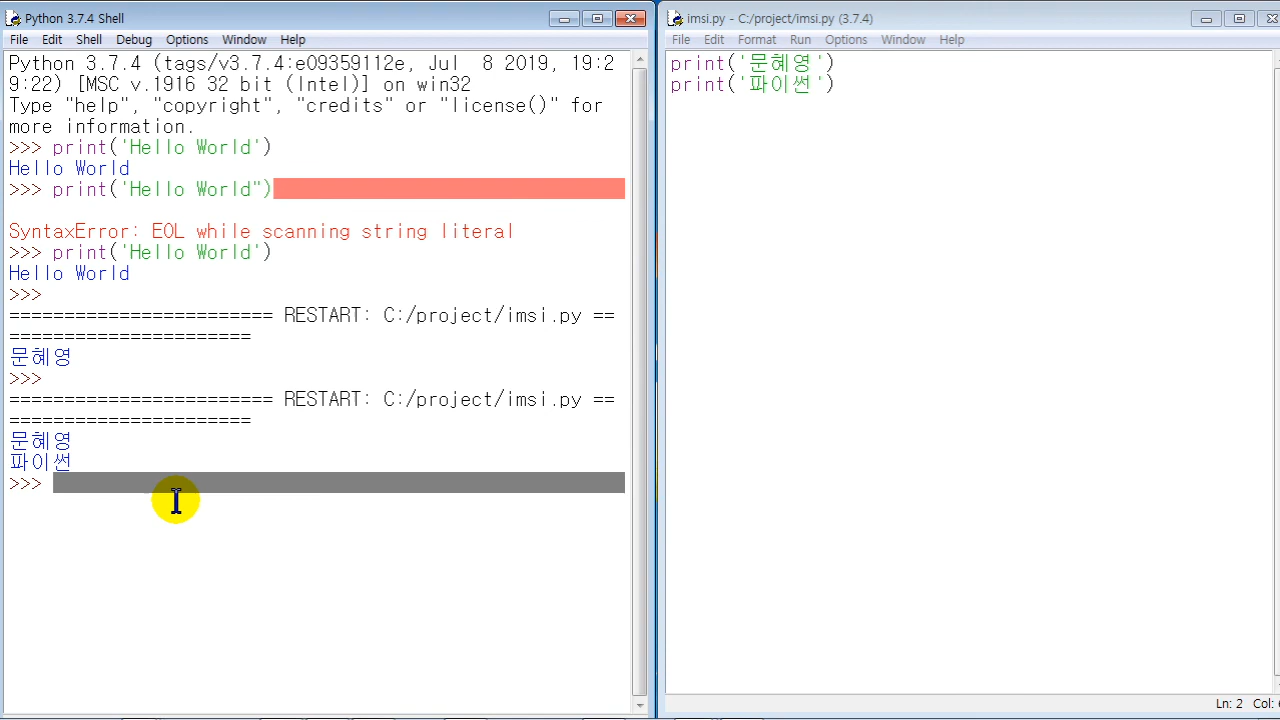 Python 3.7.4 Shell
File Edit Shell Debug Options Window Help
Python 3.7.4 (tags/v3.7.4:e09359112e, Jul  8 2019, 19:2
9:22) [MSC v.1916 32 bit (Intel)] on win32
Type "help", "copyright", "credits" or "license()" for
more information.
>>> print('Hello World')
Hello World
>>> print('Hello World")
SyntaxError: EOL while scanning string literal
>>> print('Hello World')
Hello World
>>>
======================== RESTART: C:/project/imsi.py ==
======================
문혜영
>>>
======================== RESTART: C:/project/imsi.py ==
======================
문혜영
파이썬
>>>
imsi.py - C:/project/imsi.py (3.7.4)
File Edit Format Run Options Window Help
print('문혜영')
print('파이썬')
Ln: 2 Col: